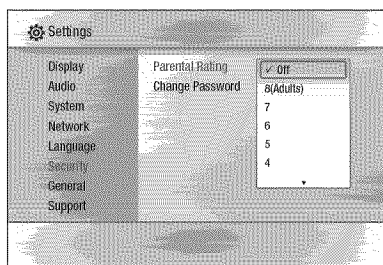 Settings
Display
Audio
System
Network
Language
Security
General
Support
Parental Rating
Change Password
✓ Off
8(Adults)
7
6
5
4